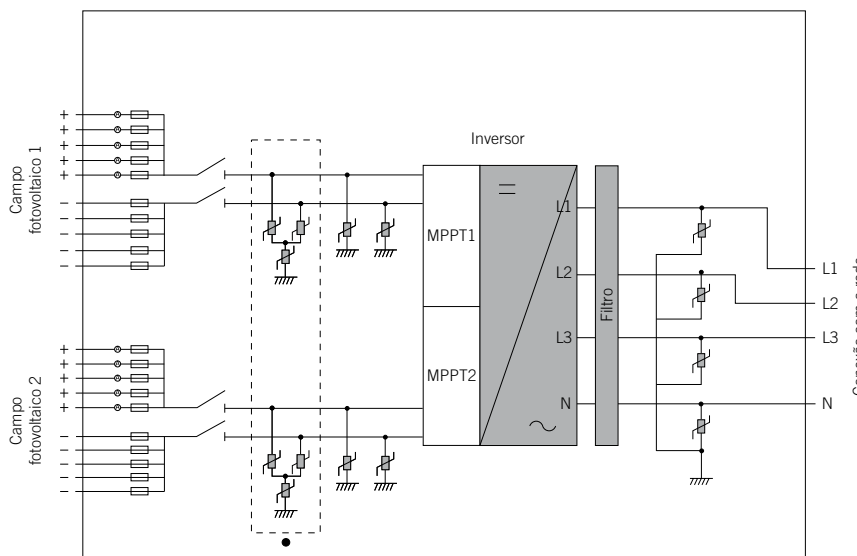 Inversor
Campo
fotovoltaico 1
+
+
+
+
+
−
−
−
−
−
MPPT1
L1
L2
L3
N
Filtro
L1
L2
L3
N
MPPT2
Campo
fotovoltaico 2
+
+
+
+
+
−
−
−
−
−